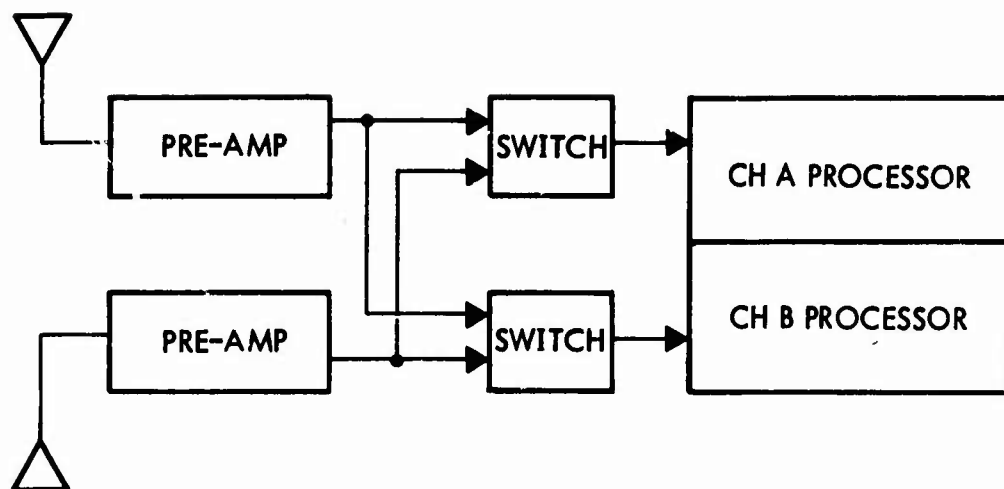 PRE-AMP
SWITCH
CH A PROCESSOR
PRE-AMP
SWITCH
CH B PROCESSOR